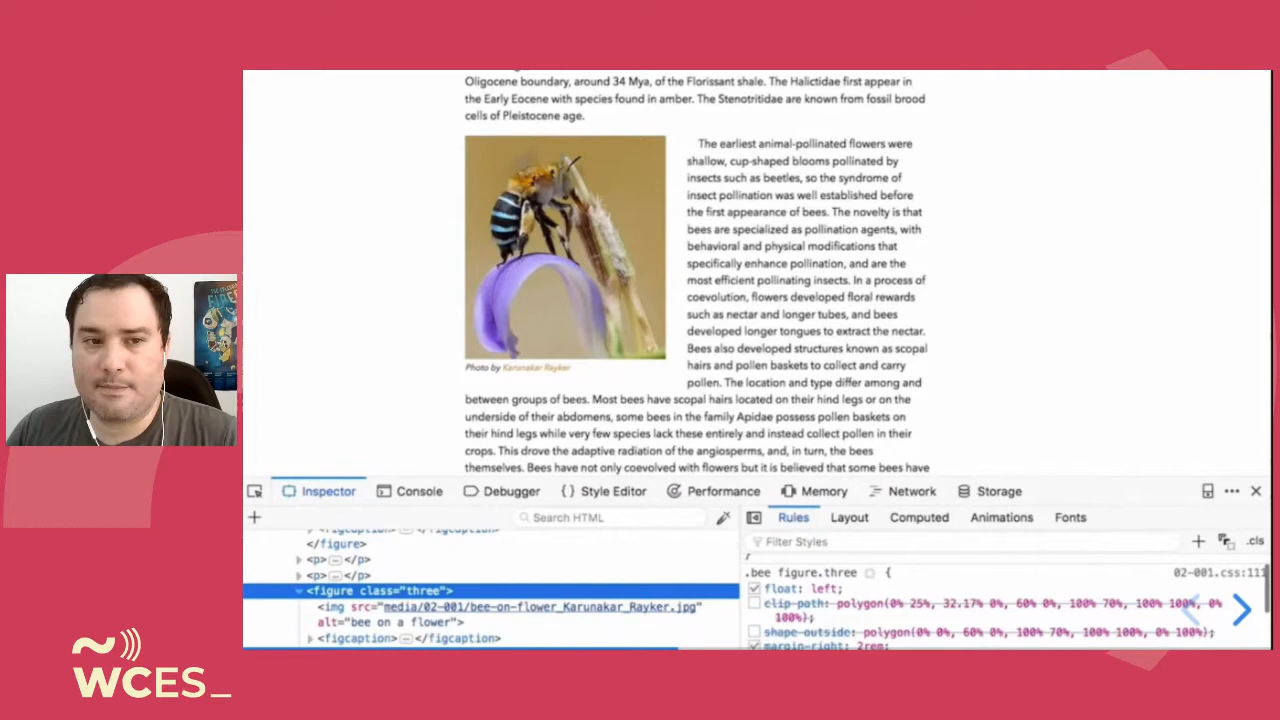 Oligocene boundary, around 34 Mya, of the Florissant shale. The Halictidae first appear in
the Early Eocene with species found in amber. The Stenotritidae are known from fossil brood
cells of Pleistocene age.
The earliest animal-pollinated flowers were
shallow, cup-shaped blooms pollinated by
insects such as beetles, so the syndrome of
insect pollination was well established before
the first appearance of bees. The novelty is that
bees are specialized as pollination agents, with
behavioral and physical modifications that
specifically enhance pollination, and are the
most efficient pollinating insects. In a process of
coevolution, flowers developed floral rewards
such as nectar and longer tubes, and bees
developed longer tongues to extract the nectar.
Bees also developed structures known as scopal
hairs and pollen baskets to collect and carry
pollen. The location and type differ among and
Photo by Karunakar Rayker
between groups of bees. Most bees have scopal hairs located on their hind legs or on the
underside of their abdomens, some bees in the family Apidae possess pollen baskets on
their hind legs while very few species lack these entirely and instead collect pollen in their
crops. This drove the adaptive radiation of the angiosperms, and, in turn, the bees
themselves. Bees have not only coevolved with flowers but it is believed that some bees have
Inspector Console Debugger { } Style Editor Performance Memory Network Storage
+ Search HTML
Rules Layout Computed Animations Fonts
Filter Styles + .cls
<figcaption> </figcaption>
</figure>
<p> </p>
<p> </p>
<figure class="three">
<img src="media/02-001/bee-on-flower_Karunakar_Rayker.jpg"
alt="bee on a flower">
<figcaption> </figcaption>
.bee figure.three { 02-001.css:111
float: left;
clip-path: polygon(0% 25%, 32.17% 0%, 60% 0%, 100% 70%, 100% 100%, 0%
100%);
shape-outside: polygon(0% 0%, 60% 0%, 100% 70%, 100% 100%, 0% 100%);
margin-right: 2rem;
WCES_